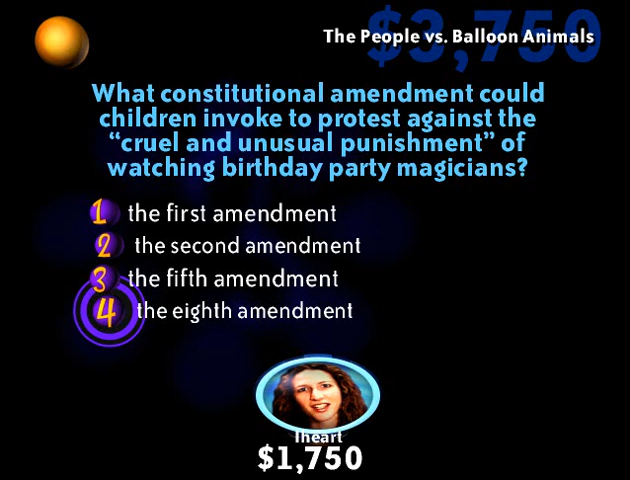 $3,750
The People vs. Balloon Animals
What constitutional amendment could
children invoke to protest against the
“cruel and unusual punishment” of
watching birthday party magicians?
1 the first amendment
2 the second amendment
3 the fifth amendment
4 the eighth amendment
Iheart
$1,750